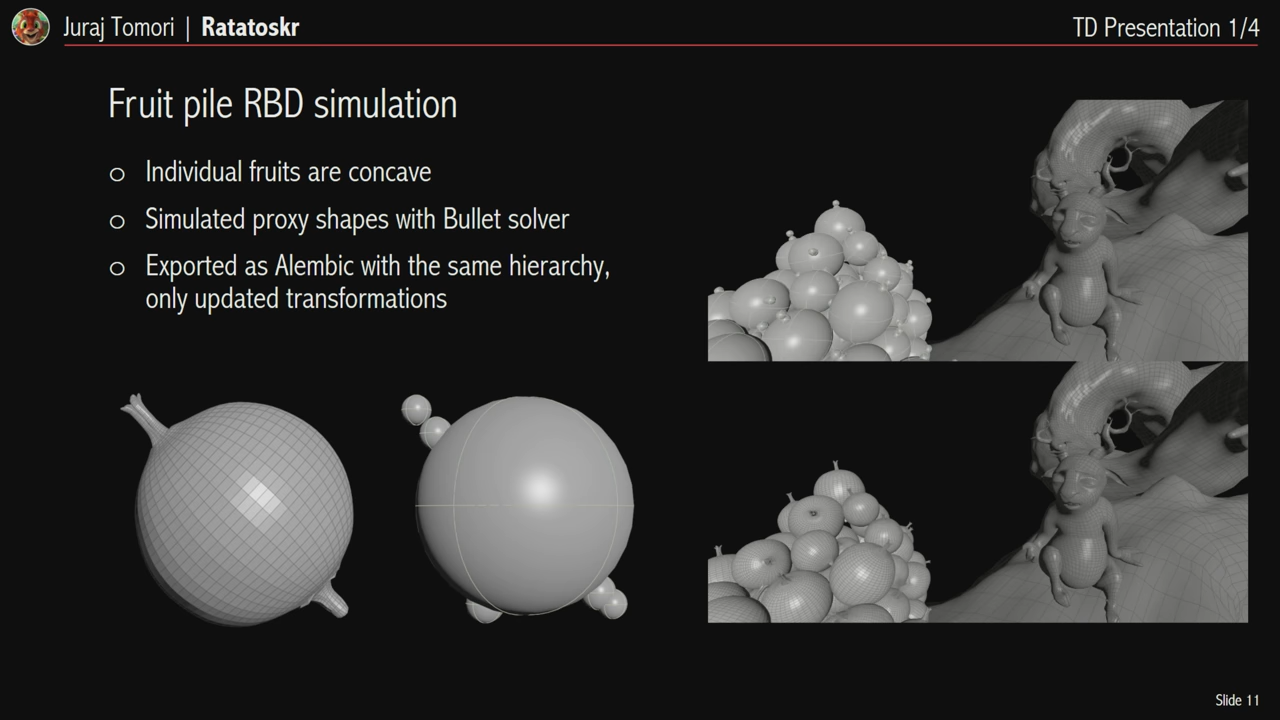 Juraj Tomori | Ratatoskr
TD Presentation 1/4
Fruit pile RBD simulation
o Individual fruits are concave
o Simulated proxy shapes with Bullet solver
o Exported as Alembic with the same hierarchy,
only updated transformations
Slide 11